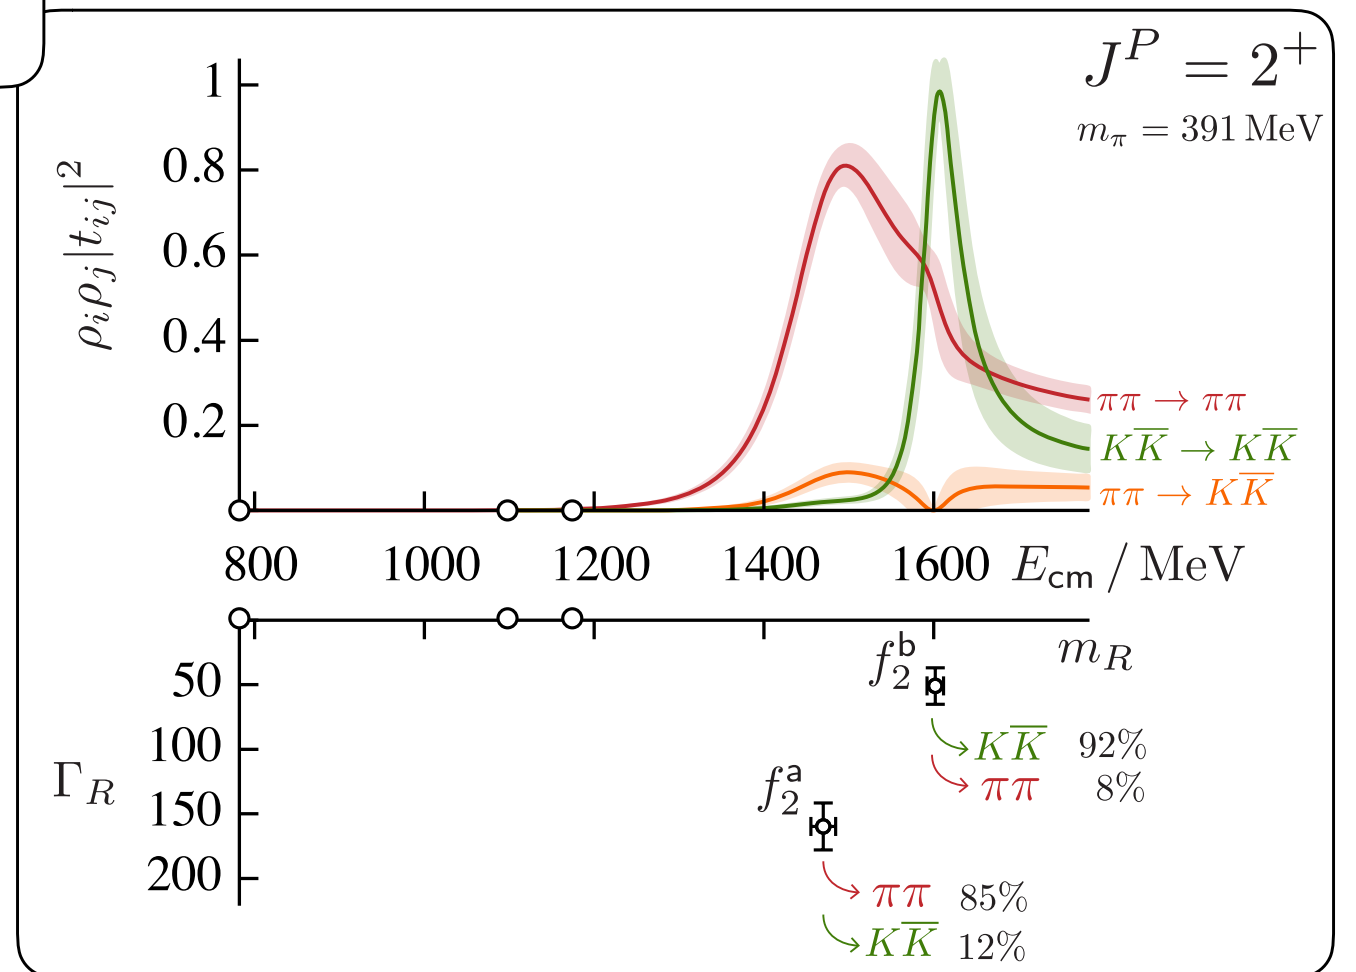 J^P = 2^+
m_π = 391 MeV
ρ_iρ_j|t_ij|^2
1
0.8
0.6
0.4
0.2
ππ → ππ
KK̅ → KK̅
ππ → KK̅
800 1000 1200 1400 1600 E_cm / MeV
m_R
Γ_R
50
100
150
200
f_2^b
KK̅ 92%
ππ 8%
f_2^a
ππ 85%
KK̅ 12%